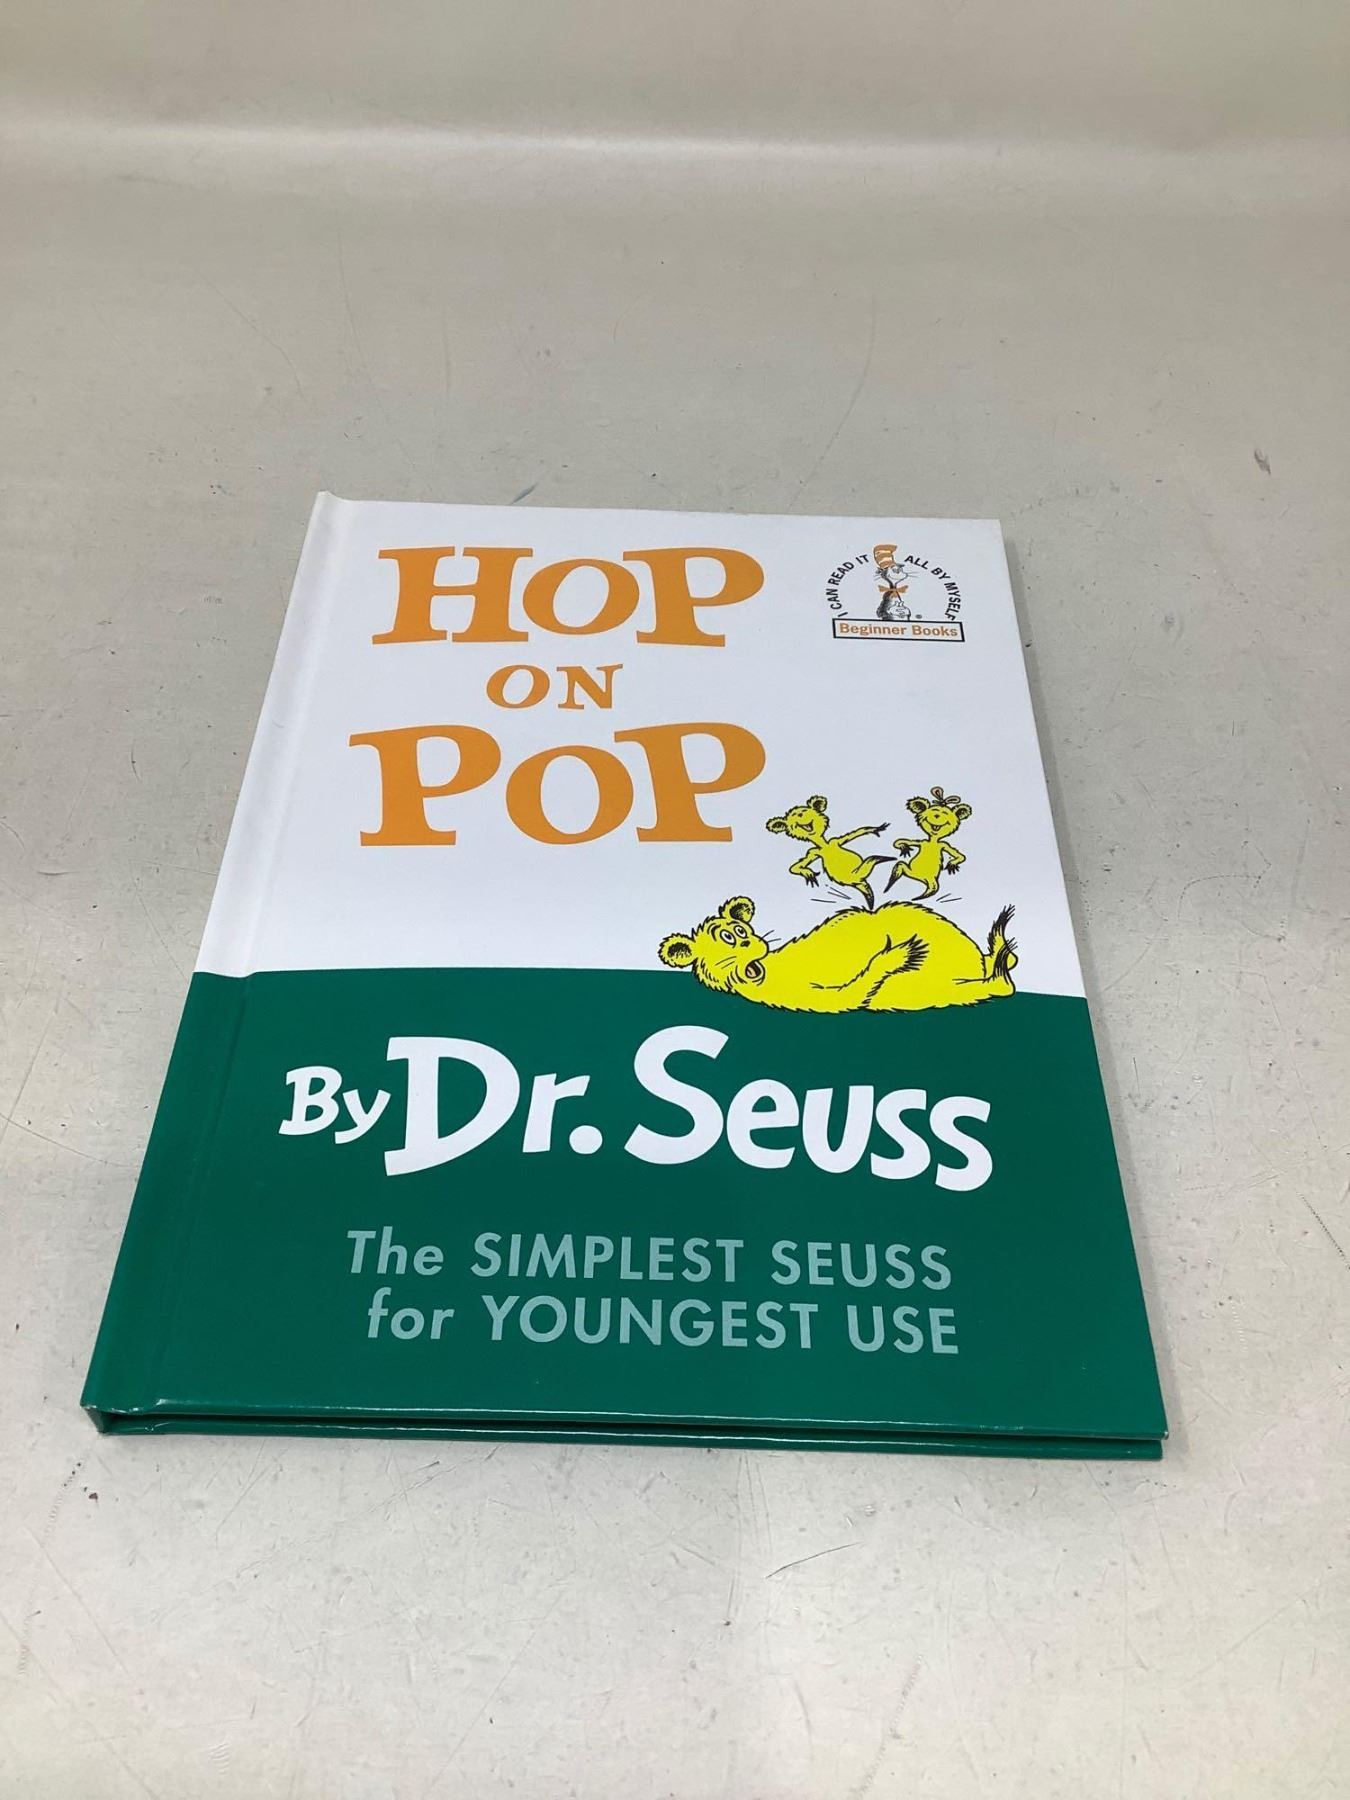 HOP
ON
POP
I CAN READ IT ALL BY MYSELF
Beginner Books
By Dr. Seuss
The SIMPLEST SEUSS
for YOUNGEST USE